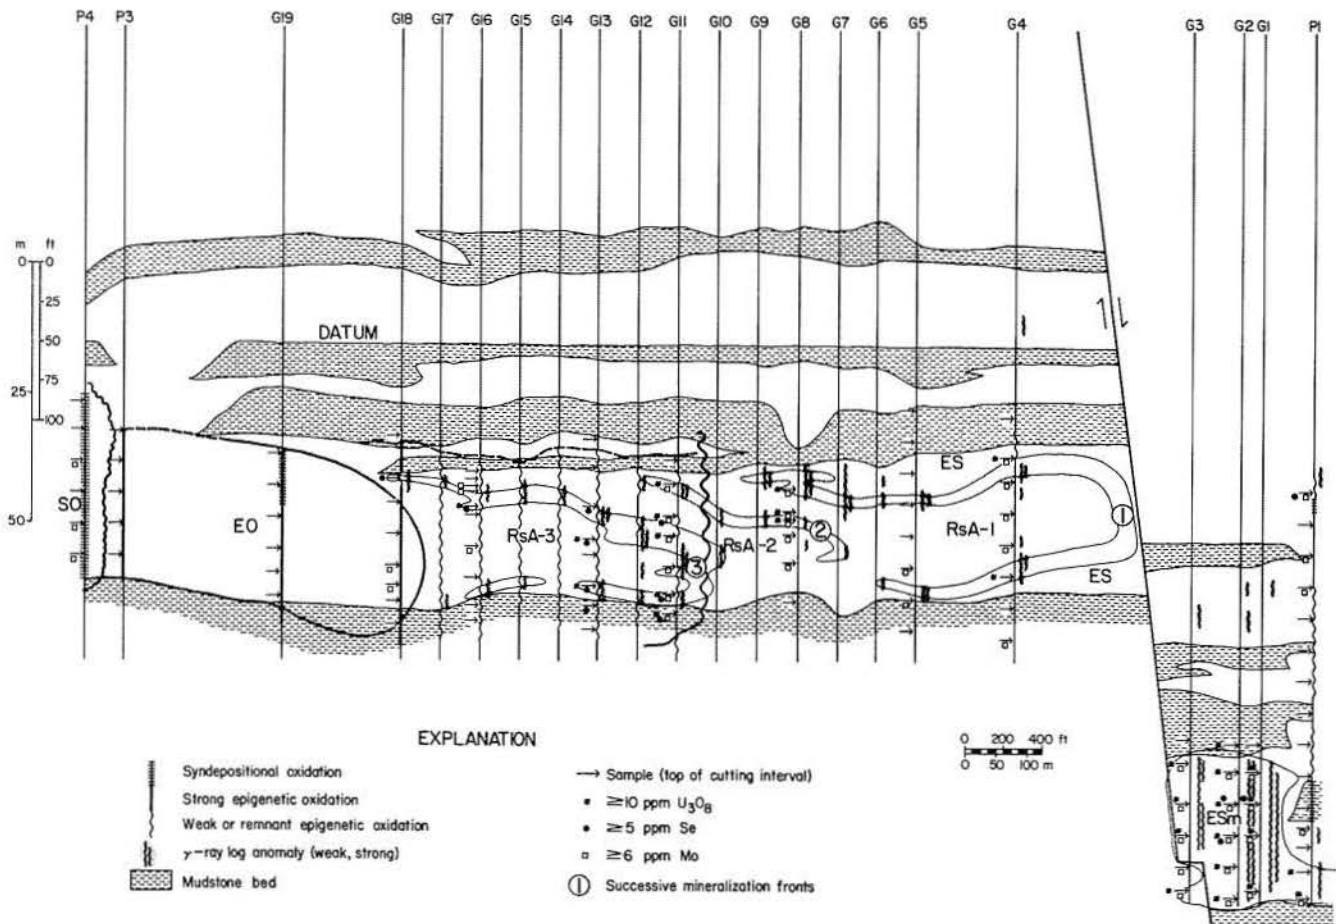 P4 P3 G19 G18 G17 G16 G15 G14 G13 G12 G11 G10 G9 G8 G7 G6 G5 G4 G3 G2 G1 P1
m ft
0 0
25
50
75
25
100
50
DATUM
SO
EO
RsA-3
RsA-2
RsA-1
ES
ES
ESm
1
2
3
EXPLANATION
Syndepositional oxidation
Strong epigenetic oxidation
Weak or remnant epigenetic oxidation
γ-ray log anomaly (weak, strong)
Mudstone bed
Sample (top of cutting interval)
≥10 ppm U3O8
≥5 ppm Se
≥6 ppm Mo
1 Successive mineralization fronts
0 200 400 ft
0 50 100 m